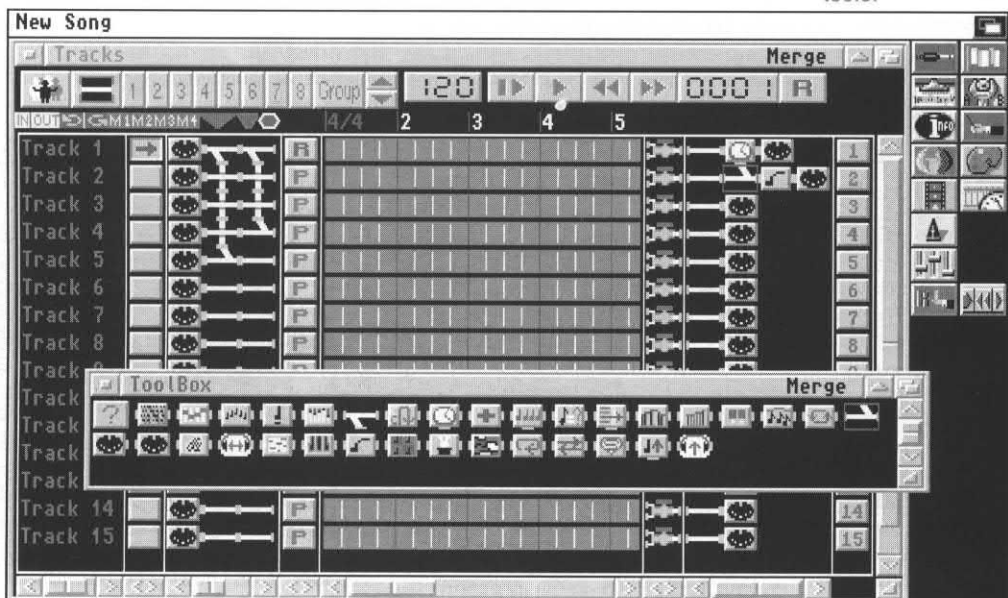 New Song
Tracks Merge
1 2 3 4 5 6 7 8 Group 120 0001 R
IN OUT M1 M2 M3 M4 4/4 2 3 4 5
Track 1 R 1
Track 2 P 2
Track 3 P 3
Track 4 P 4
Track 5 P 5
Track 6 P 6
Track 7 P 7
Track 8 P 8
Track
ToolBox Merge
Track
?
Track
Track
Track
Track 14 P 14
Track 15 P 15
Info